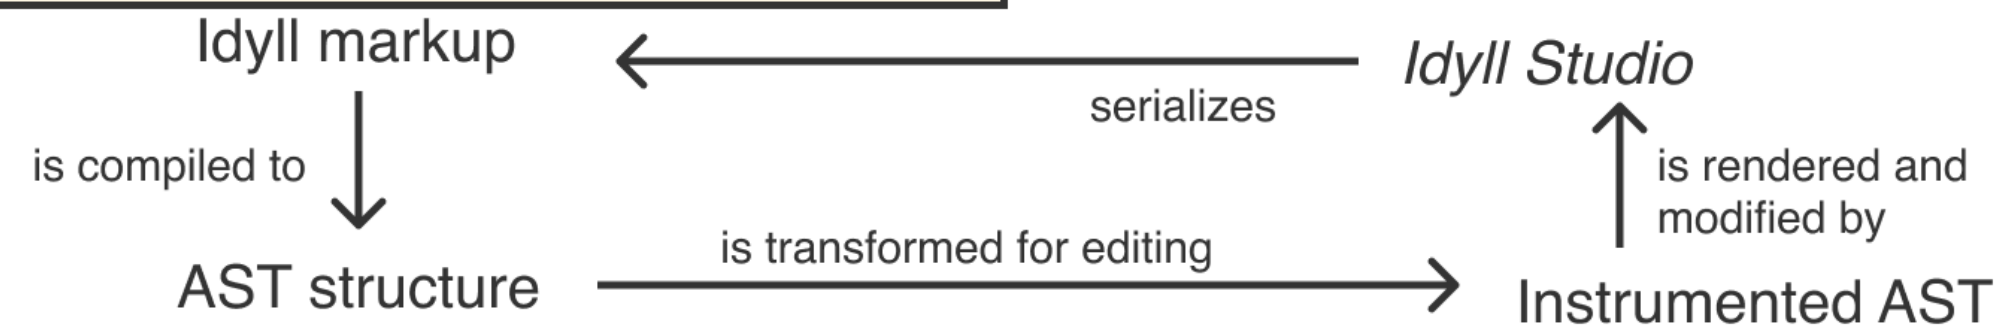 Idyll markup
Idyll Studio
serializes
is compiled to
is rendered and
modified by
is transformed for editing
AST structure
Instrumented AST